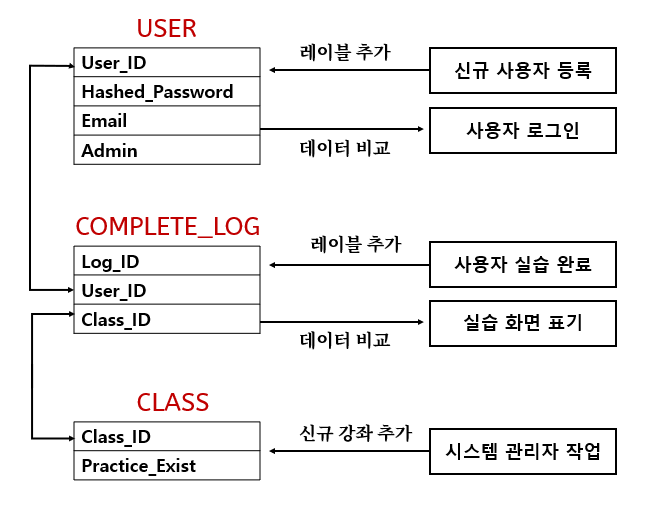 USER
User_ID
Hashed_Password
Email
Admin
레이블 추가
신규 사용자 등록
데이터 비교
사용자 로그인
COMPLETE_LOG
Log_ID
User_ID
Class_ID
레이블 추가
사용자 실습 완료
데이터 비교
실습 화면 표기
CLASS
Class_ID
Practice_Exist
신규 강좌 추가
시스템 관리자 작업